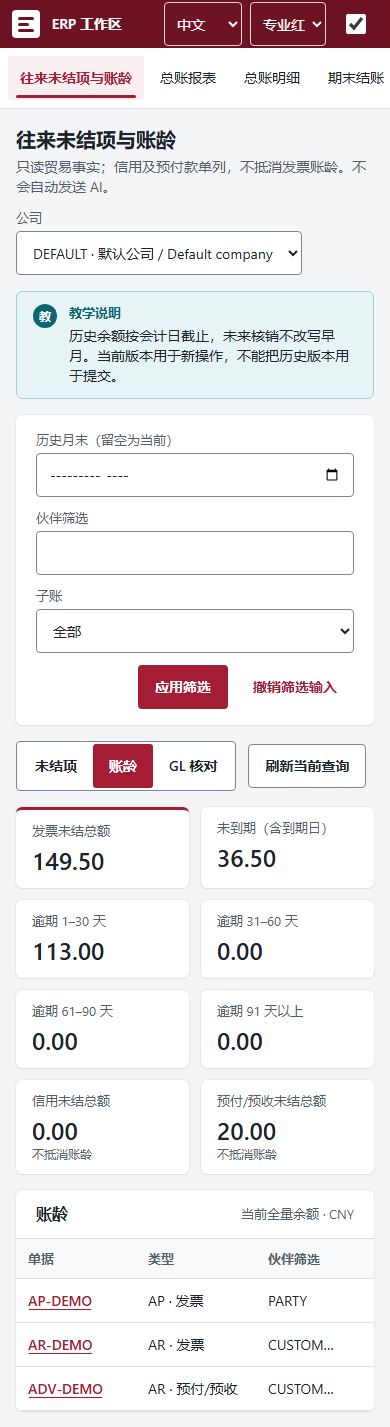 ERP 工作区 中文 专业红
往来未结项与账龄 总账报表 总账明细 期末结账
往来未结项与账龄
只读贸易事实；信用及预付款单列，不抵消发票账龄。不
会自动发送 AI。
公司
DEFAULT · 默认公司 / Default company
教 教学说明
历史余额按会计日截止，未来核销不改写早
月。当前版本用于新操作，不能把历史版本用
于提交。
历史月末（留空为当前）
--------- ----
伙伴筛选
子账
全部
应用筛选 撤销筛选输入
未结项 账龄 GL 核对 刷新当前查询
发票未结总额 未到期（含到期日）
149.50 36.50
逾期 1–30 天 逾期 31–60 天
113.00 0.00
逾期 61–90 天 逾期 91 天以上
0.00 0.00
信用未结总额 预付/预收未结总额
0.00 20.00
不抵消账龄 不抵消账龄
账龄 当前全量余额 · CNY
单据 类型 伙伴筛选
AP-DEMO AP · 发票 PARTY
AR-DEMO AR · 发票 CUSTOM...
ADV-DEMO AR · 预付/预收 CUSTOM...